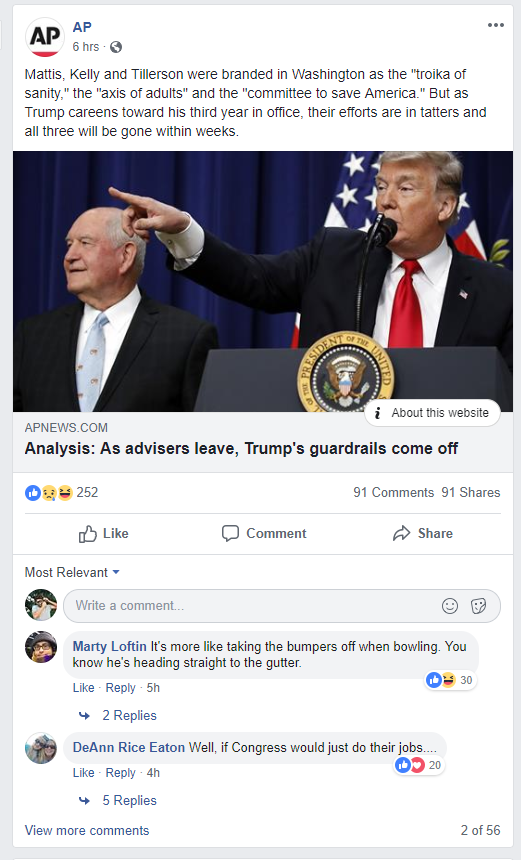 AP
AP
6 hrs ·
Mattis, Kelly and Tillerson were branded in Washington as the "troika of
sanity," the "axis of adults" and the "committee to save America." But as
Trump careens toward his third year in office, their efforts are in tatters and
all three will be gone within weeks.
PRESIDENT OF THE UNITED
i About this website
APNEWS.COM
Analysis: As advisers leave, Trump's guardrails come off
252
91 Comments 91 Shares
Like Comment Share
Most Relevant
Write a comment...
Marty Loftin It's more like taking the bumpers off when bowling. You
know he's heading straight to the gutter.
30
Like · Reply · 5h
2 Replies
DeAnn Rice Eaton Well, if Congress would just do their jobs....
20
Like · Reply · 4h
5 Replies
View more comments 2 of 56